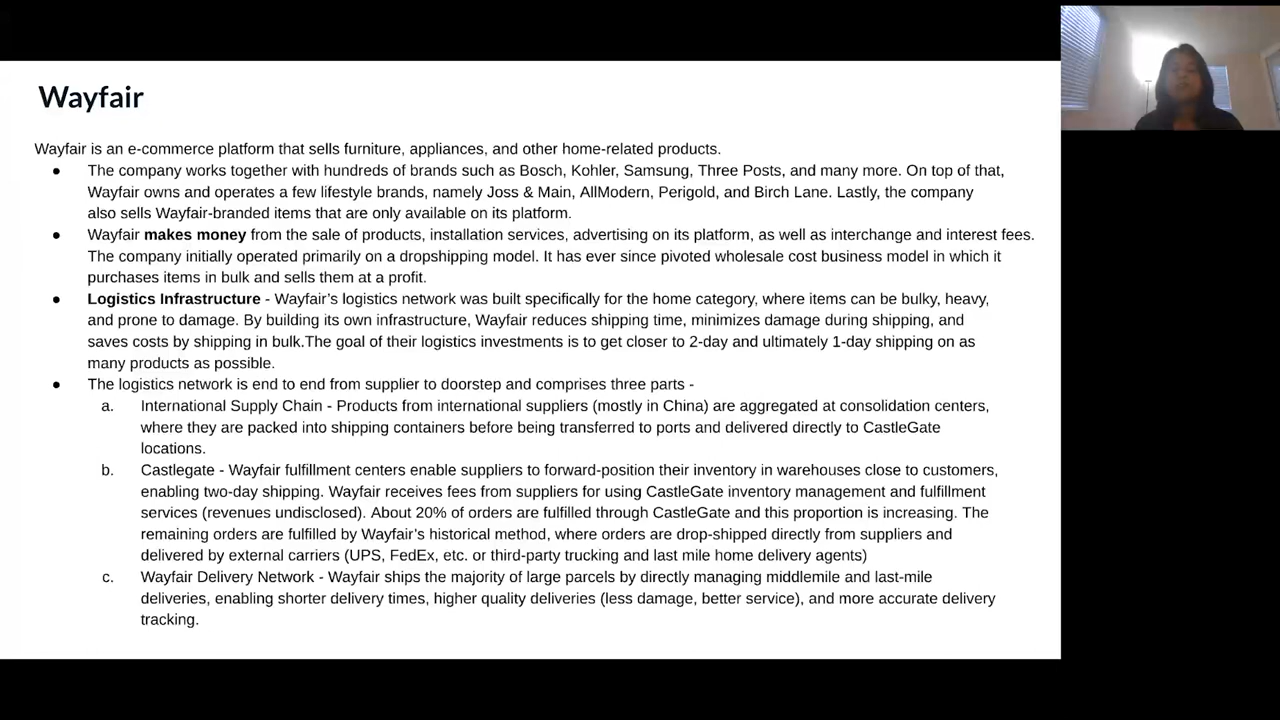 Wayfair
Wayfair is an e-commerce platform that sells furniture, appliances, and other home-related products.
● The company works together with hundreds of brands such as Bosch, Kohler, Samsung, Three Posts, and many more. On top of that,
Wayfair owns and operates a few lifestyle brands, namely Joss & Main, AllModern, Perigold, and Birch Lane. Lastly, the company
also sells Wayfair-branded items that are only available on its platform.
● Wayfair makes money from the sale of products, installation services, advertising on its platform, as well as interchange and interest fees.
The company initially operated primarily on a dropshipping model. It has ever since pivoted wholesale cost business model in which it
purchases items in bulk and sells them at a profit.
● Logistics Infrastructure - Wayfair's logistics network was built specifically for the home category, where items can be bulky, heavy,
and prone to damage. By building its own infrastructure, Wayfair reduces shipping time, minimizes damage during shipping, and
saves costs by shipping in bulk.The goal of their logistics investments is to get closer to 2-day and ultimately 1-day shipping on as
many products as possible.
● The logistics network is end to end from supplier to doorstep and comprises three parts -
a. International Supply Chain - Products from international suppliers (mostly in China) are aggregated at consolidation centers,
where they are packed into shipping containers before being transferred to ports and delivered directly to CastleGate
locations.
b. Castlegate - Wayfair fulfillment centers enable suppliers to forward-position their inventory in warehouses close to customers,
enabling two-day shipping. Wayfair receives fees from suppliers for using CastleGate inventory management and fulfillment
services (revenues undisclosed). About 20% of orders are fulfilled through CastleGate and this proportion is increasing. The
remaining orders are fulfilled by Wayfair's historical method, where orders are drop-shipped directly from suppliers and
delivered by external carriers (UPS, FedEx, etc. or third-party trucking and last mile home delivery agents)
c. Wayfair Delivery Network - Wayfair ships the majority of large parcels by directly managing middlemile and last-mile
deliveries, enabling shorter delivery times, higher quality deliveries (less damage, better service), and more accurate delivery
tracking.